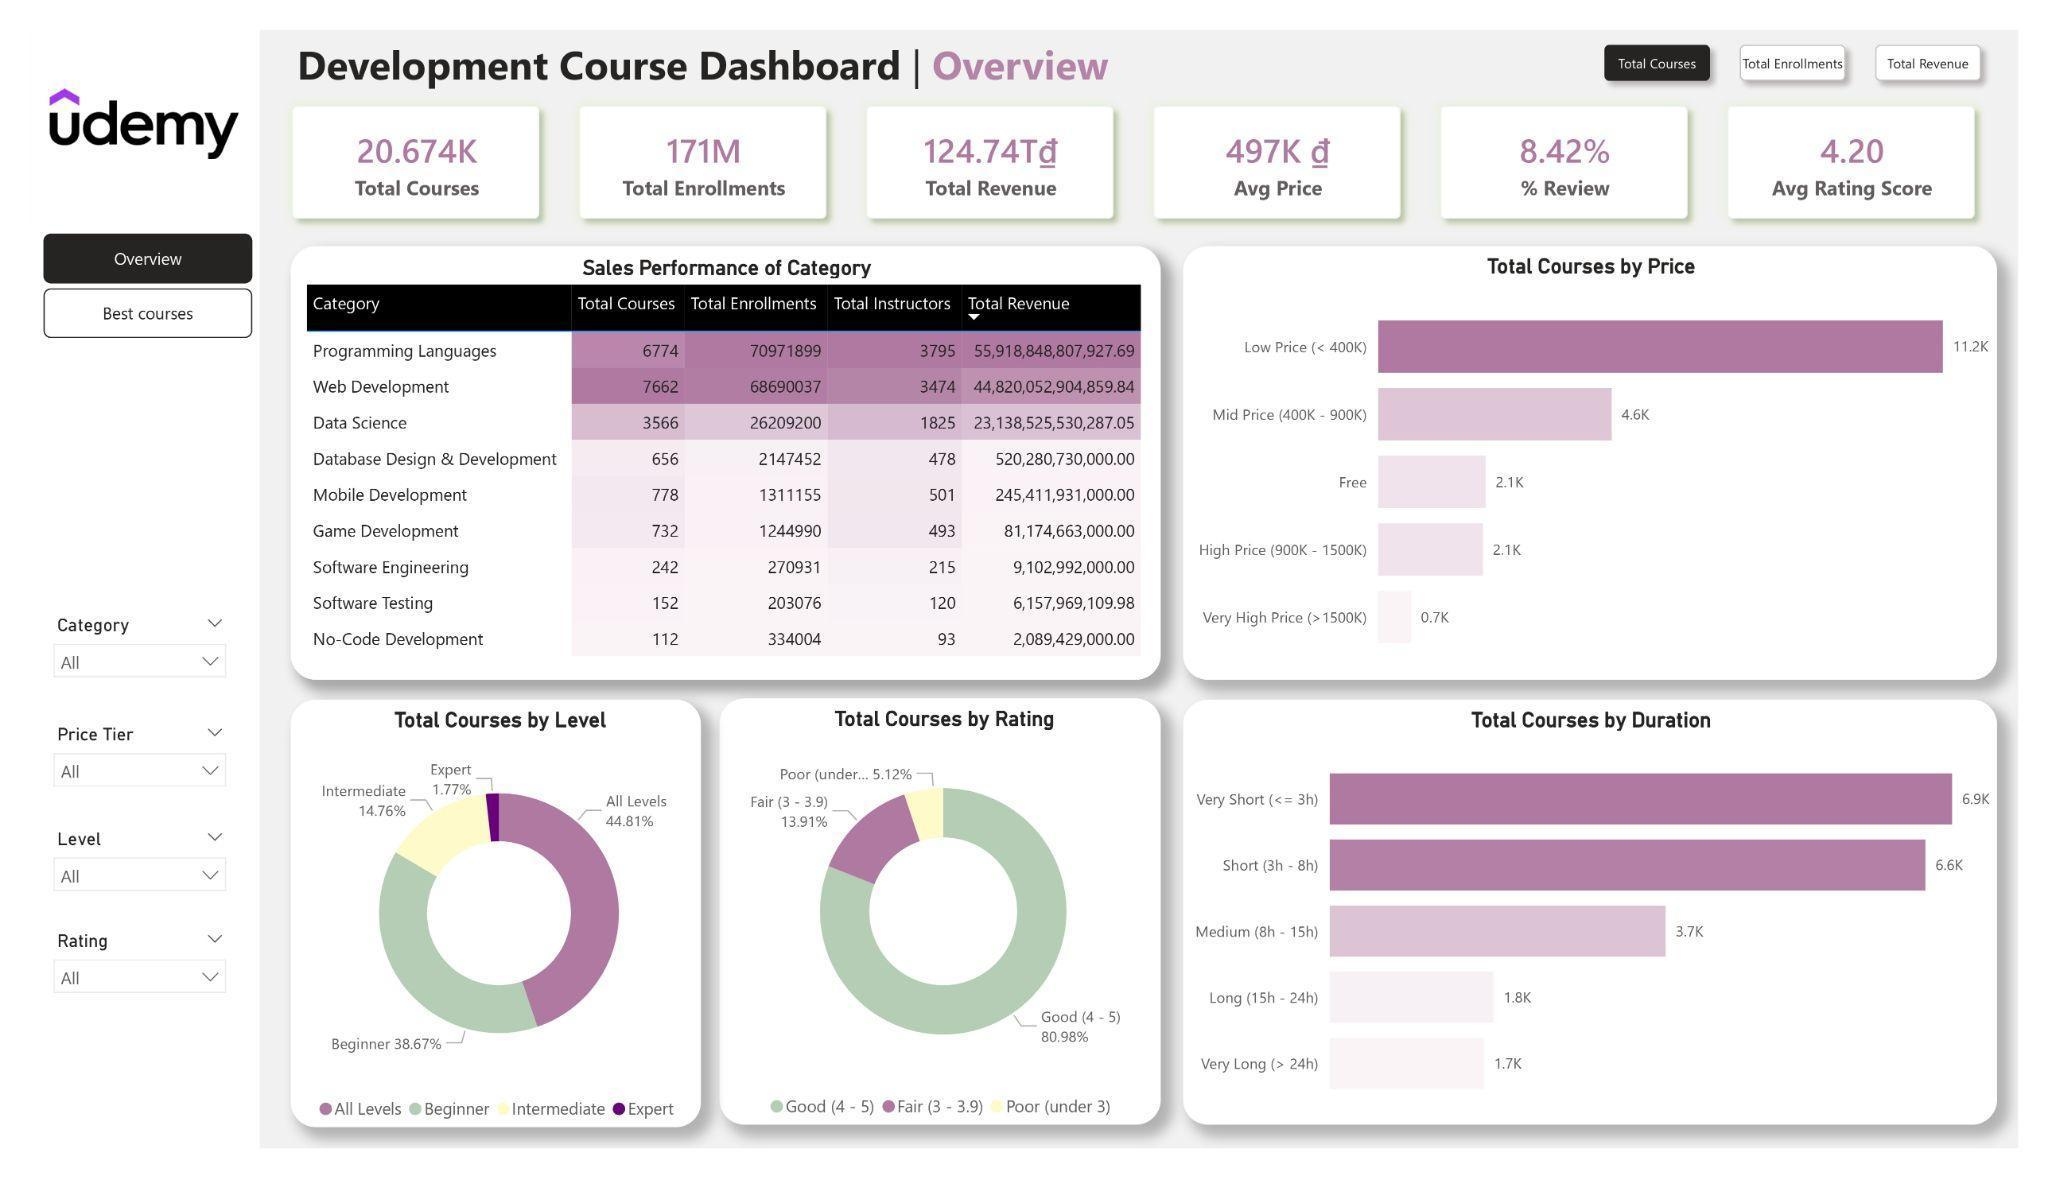 Development Course Dashboard | Overview
Total Courses
Total Enrollments
Total Revenue
udemy
20.674K
Total Courses
171M
Total Enrollments
124.74T₫
Total Revenue
497K ₫
Avg Price
8.42%
% Review
4.20
Avg Rating Score
Overview
Best courses
Category
All
Price Tier
All
Level
All
Rating
All
Sales Performance of Category
Category Total Courses Total Enrollments Total Instructors Total Revenue
Programming Languages 6774 70971899 3795 55,918,848,807,927.69
Web Development 7662 68690037 3474 44,820,052,904,859.84
Data Science 3566 26209200 1825 23,138,525,530,287.05
Database Design & Development 656 2147452 478 520,280,730,000.00
Mobile Development 778 1311155 501 245,411,931,000.00
Game Development 732 1244990 493 81,174,663,000.00
Software Engineering 242 270931 215 9,102,992,000.00
Software Testing 152 203076 120 6,157,969,109.98
No-Code Development 112 334004 93 2,089,429,000.00
Total Courses by Price
Low Price (< 400K) 11.2K
Mid Price (400K - 900K) 4.6K
Free 2.1K
High Price (900K - 1500K) 2.1K
Very High Price (>1500K) 0.7K
Total Courses by Level
Expert
1.77%
Intermediate
14.76%
All Levels
44.81%
Beginner 38.67%
All Levels Beginner Intermediate Expert
Total Courses by Rating
Poor (under... 5.12%
Fair (3 - 3.9)
13.91%
Good (4 - 5)
80.98%
Good (4 - 5) Fair (3 - 3.9) Poor (under 3)
Total Courses by Duration
Very Short (<= 3h) 6.9K
Short (3h - 8h) 6.6K
Medium (8h - 15h) 3.7K
Long (15h - 24h) 1.8K
Very Long (> 24h) 1.7K